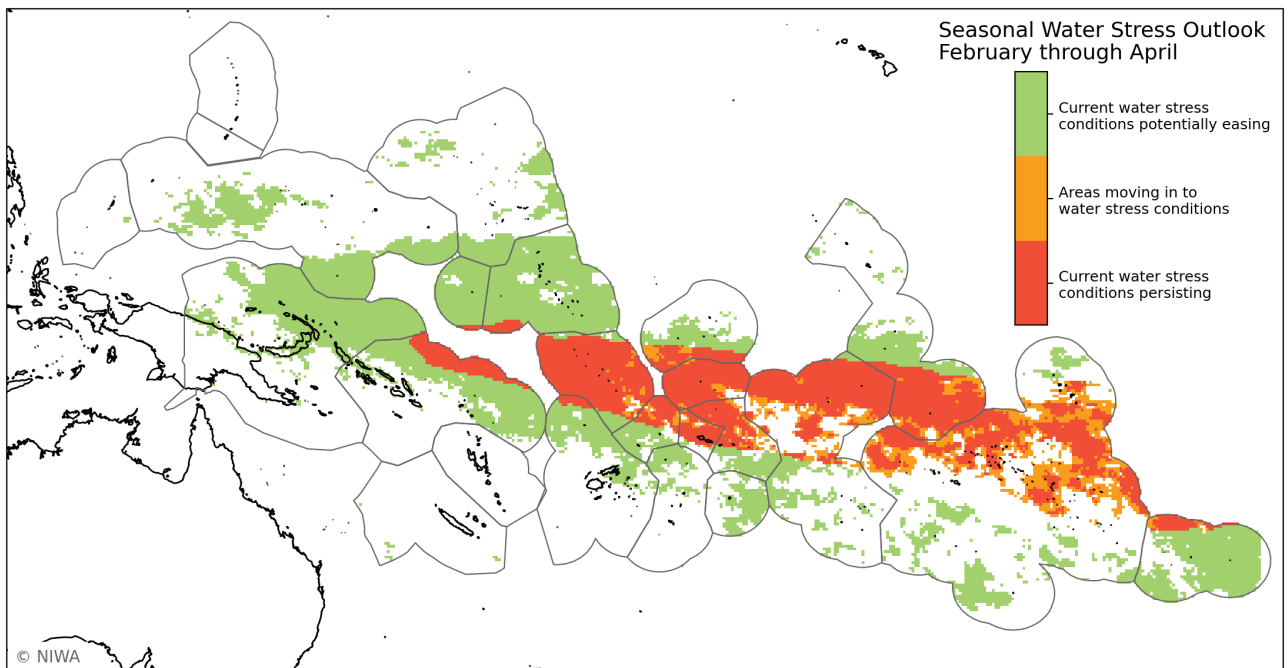 Seasonal Water Stress Outlook
February through April
Current water stress
conditions potentially easing
Areas moving in to
water stress conditions
Current water stress
conditions persisting
© NIWA